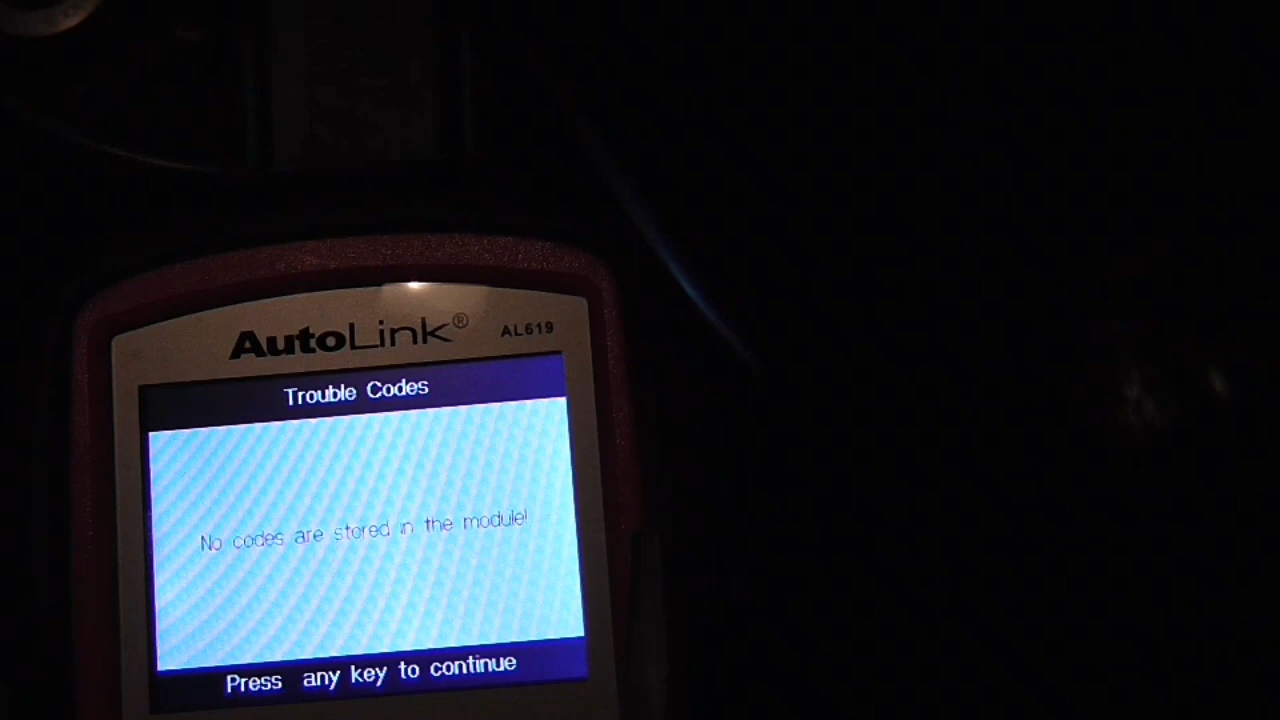 AutoLink® AL619
Trouble Codes
No codes are stored in the module!
Press any key to continue